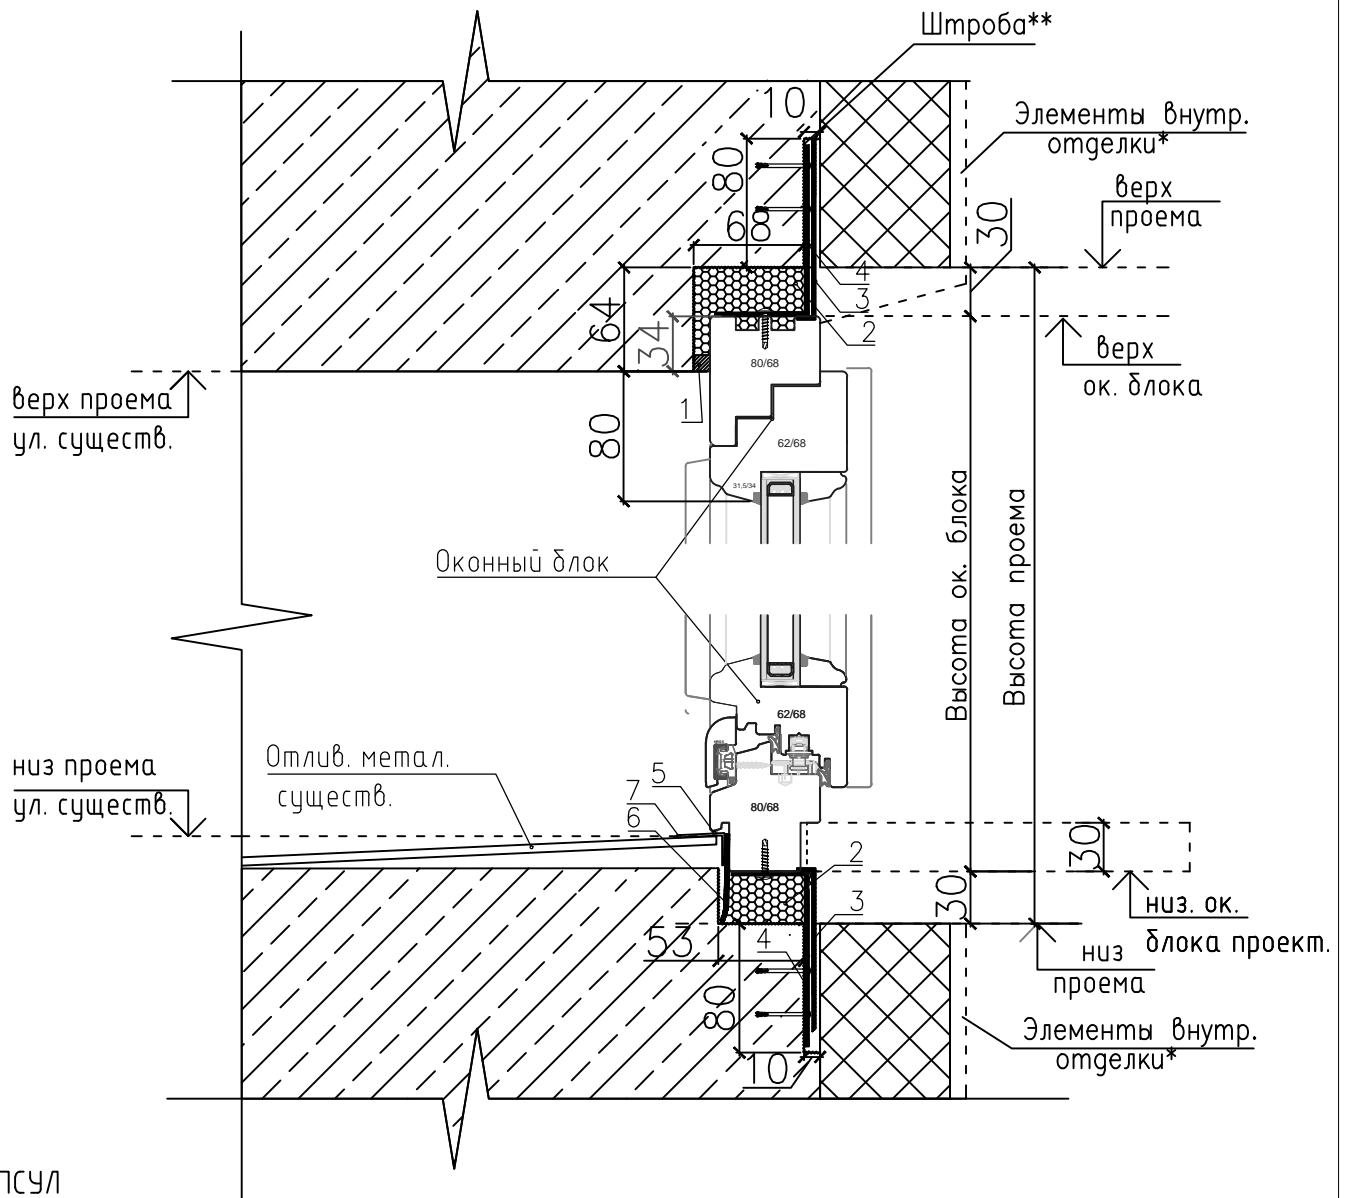 Штроба**
10
Элементы внутр.
отделки*
80
верх
проема
68
30
4
3
64
34
2
80/68
верх
ок. блока
верх проема
ул. существ.
1
80
62/68
31,5/34
Высота ок. блока
Высота проема
Оконный блок
62/68
Отлив. метал.
существ.
низ проема
ул. существ.
5
7
6
80/68
2
30
30
3
низ. ок.
блока проект.
53
4
низ
проема
80
Элементы внутр.
отделки*
10
ПСУЛ